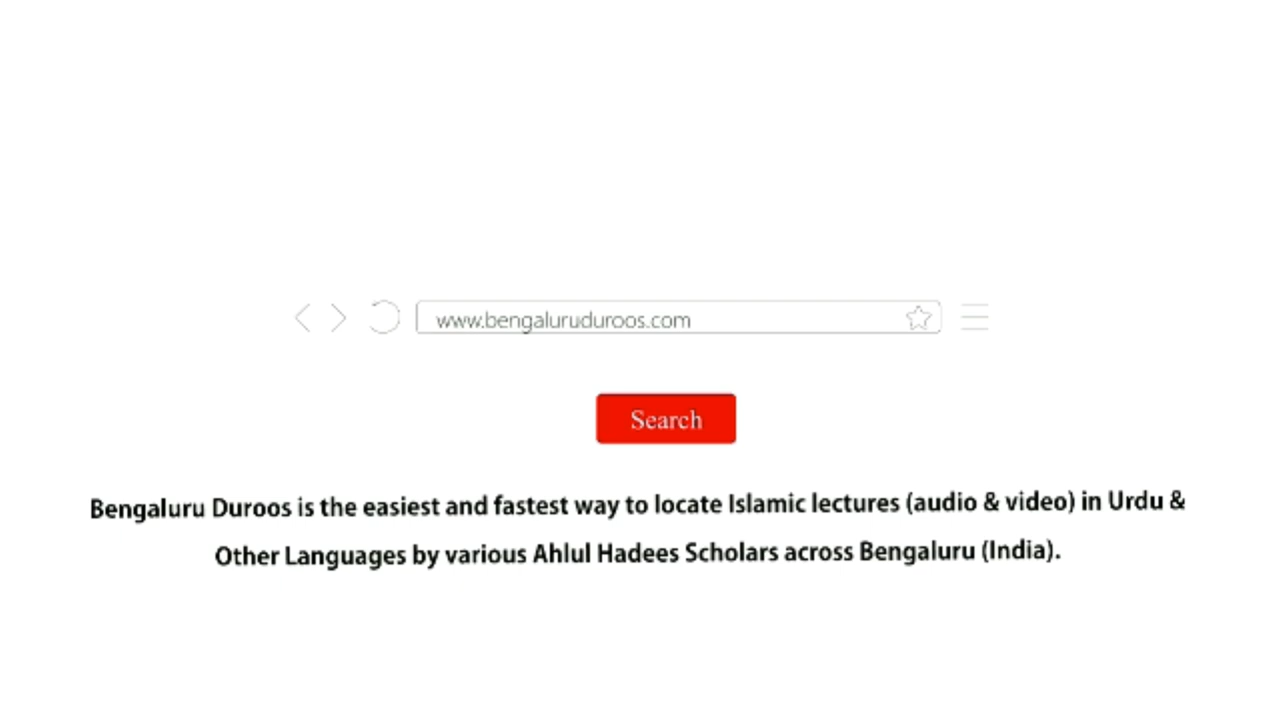 www.bengaluruduroos.com
Search
Bengaluru Duroos is the easiest and fastest way to locate Islamic lectures (audio & video) in Urdu &
Other Languages by various Ahlul Hadees Scholars across Bengaluru (India).